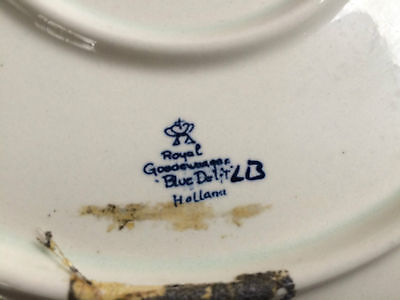 Royal
Goedewaagen
Blue Delft LB
Holland